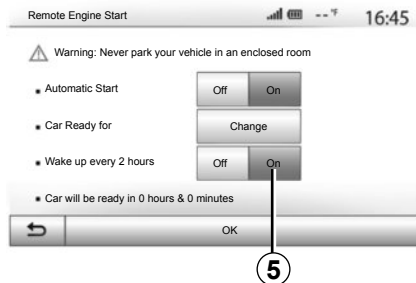 Remote Engine Start -- °F 16:45
Warning: Never park your vehicle in an enclosed room
Automatic Start Off On
Car Ready for Change
Wake up every 2 hours Off On
Car will be ready in 0 hours & 0 minutes
OK
5